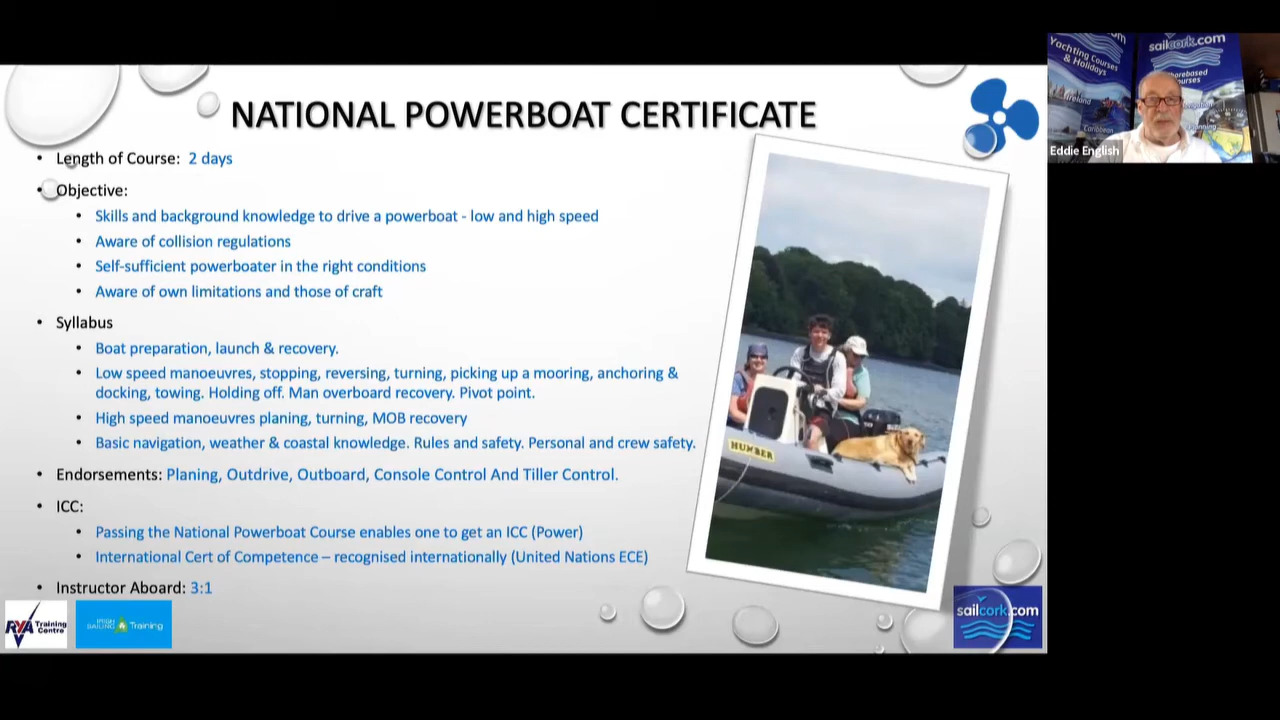 NATIONAL POWERBOAT CERTIFICATE
• Length of Course: 2 days
• Objective:
• Skills and background knowledge to drive a powerboat - low and high speed
• Aware of collision regulations
• Self-sufficient powerboater in the right conditions
• Aware of own limitations and those of craft
• Syllabus
• Boat preparation, launch & recovery.
• Low speed manoeuvres, stopping, reversing, turning, picking up a mooring, anchoring &
docking, towing. Holding off. Man overboard recovery. Pivot point.
• High speed manoeuvres planing, turning, MOB recovery
• Basic navigation, weather & coastal knowledge. Rules and safety. Personal and crew safety.
• Endorsements: Planing, Outdrive, Outboard, Console Control And Tiller Control.
• ICC:
• Passing the National Powerboat Course enables one to get an ICC (Power)
• International Cert of Competence – recognised internationally (United Nations ECE)
• Instructor Aboard: 3:1
HUMBER
RYA Training
Centre
IRISH
SAILING Training
sailcork.com
Yachting Courses
& Holidays
Ireland
Caribbean
sailcork.com
Eddie English